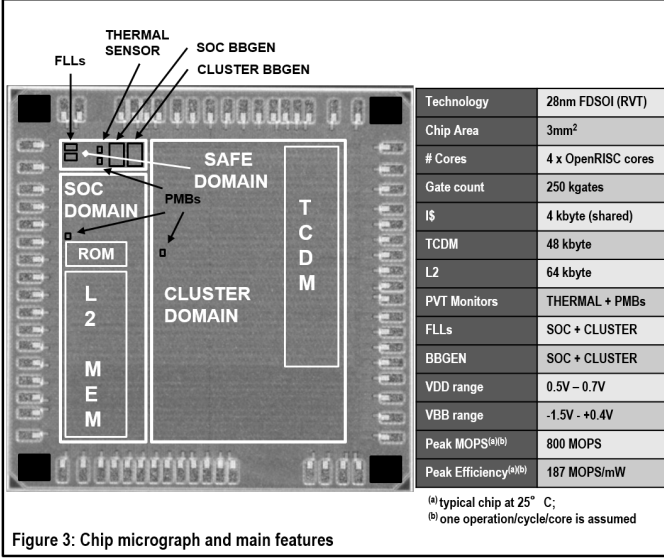 THERMAL
SENSOR
FLLs
SOC BBGEN
CLUSTER BBGEN
SAFE
DOMAIN
SOC
DOMAIN
PMBs
ROM
L
2
M
E
M
CLUSTER
DOMAIN
T
C
D
M
Technology 28nm FDSOI (RVT)
Chip Area 3mm²
# Cores 4 x OpenRISC cores
Gate count 250 kgates
I$ 4 kbyte (shared)
TCDM 48 kbyte
L2 64 kbyte
PVT Monitors THERMAL + PMBs
FLLs SOC + CLUSTER
BBGEN SOC + CLUSTER
VDD range 0.5V – 0.7V
VBB range -1.5V - +0.4V
Peak MOPS(a)(b) 800 MOPS
Peak Efficiency(a)(b) 187 MOPS/mW
(a) typical chip at 25° C;
(b) one operation/cycle/core is assumed
Figure 3: Chip micrograph and main features